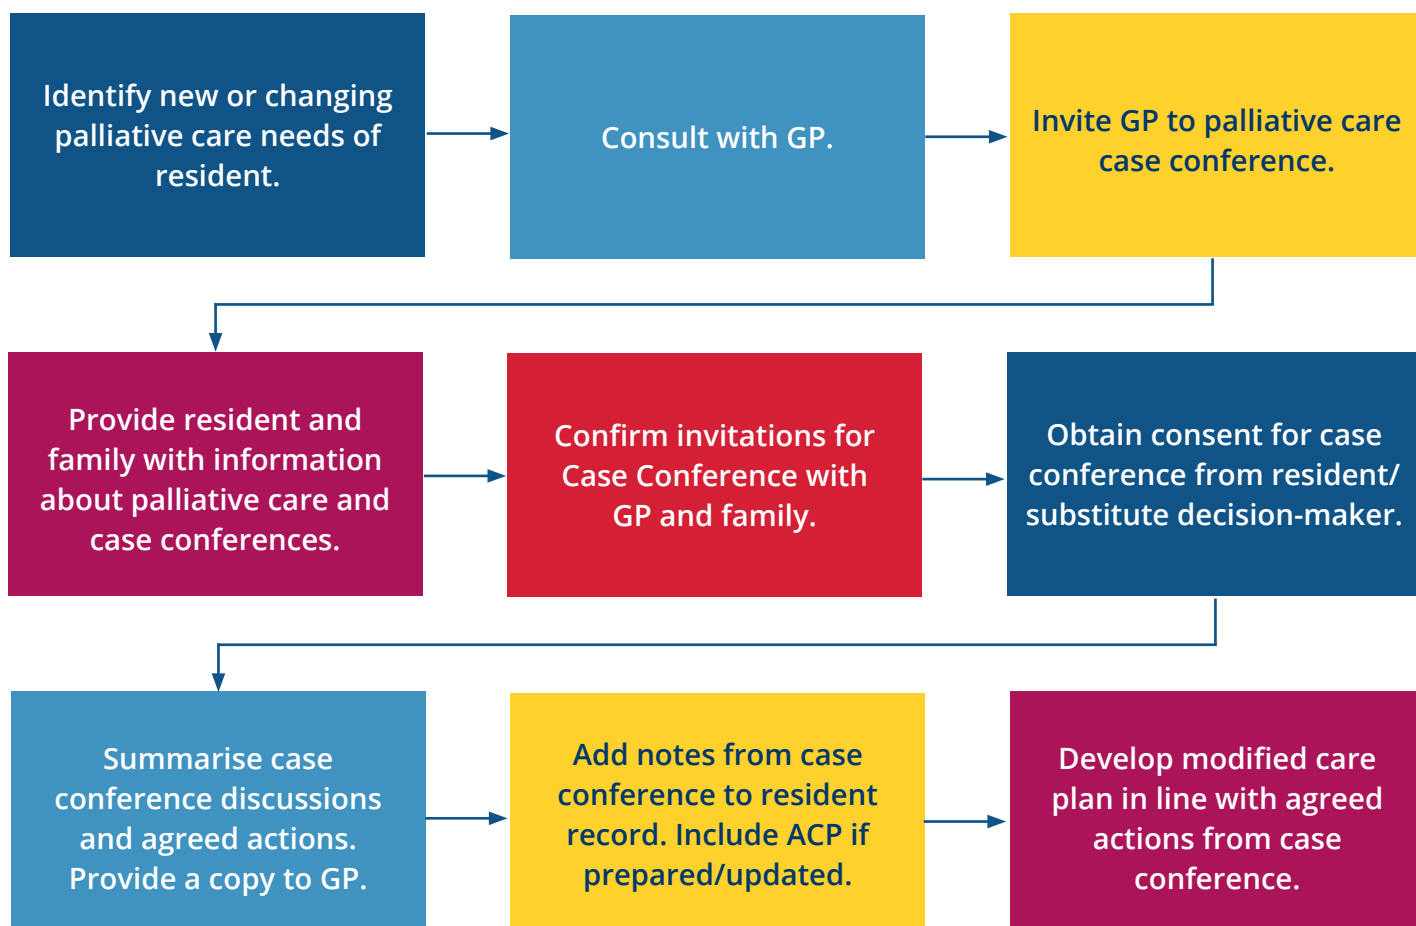 Identify new or changing
palliative care needs of
resident.
Consult with GP.
Invite GP to palliative care
case conference.
Provide resident and
family with information
about palliative care and
case conferences.
Confirm invitations for
Case Conference with
GP and family.
Obtain consent for case
conference from resident/
substitute decision-maker.
Summarise case
conference discussions
and agreed actions.
Provide a copy to GP.
Add notes from case
conference to resident
record. Include ACP if
prepared/updated.
Develop modified care
plan in line with agreed
actions from case
conference.